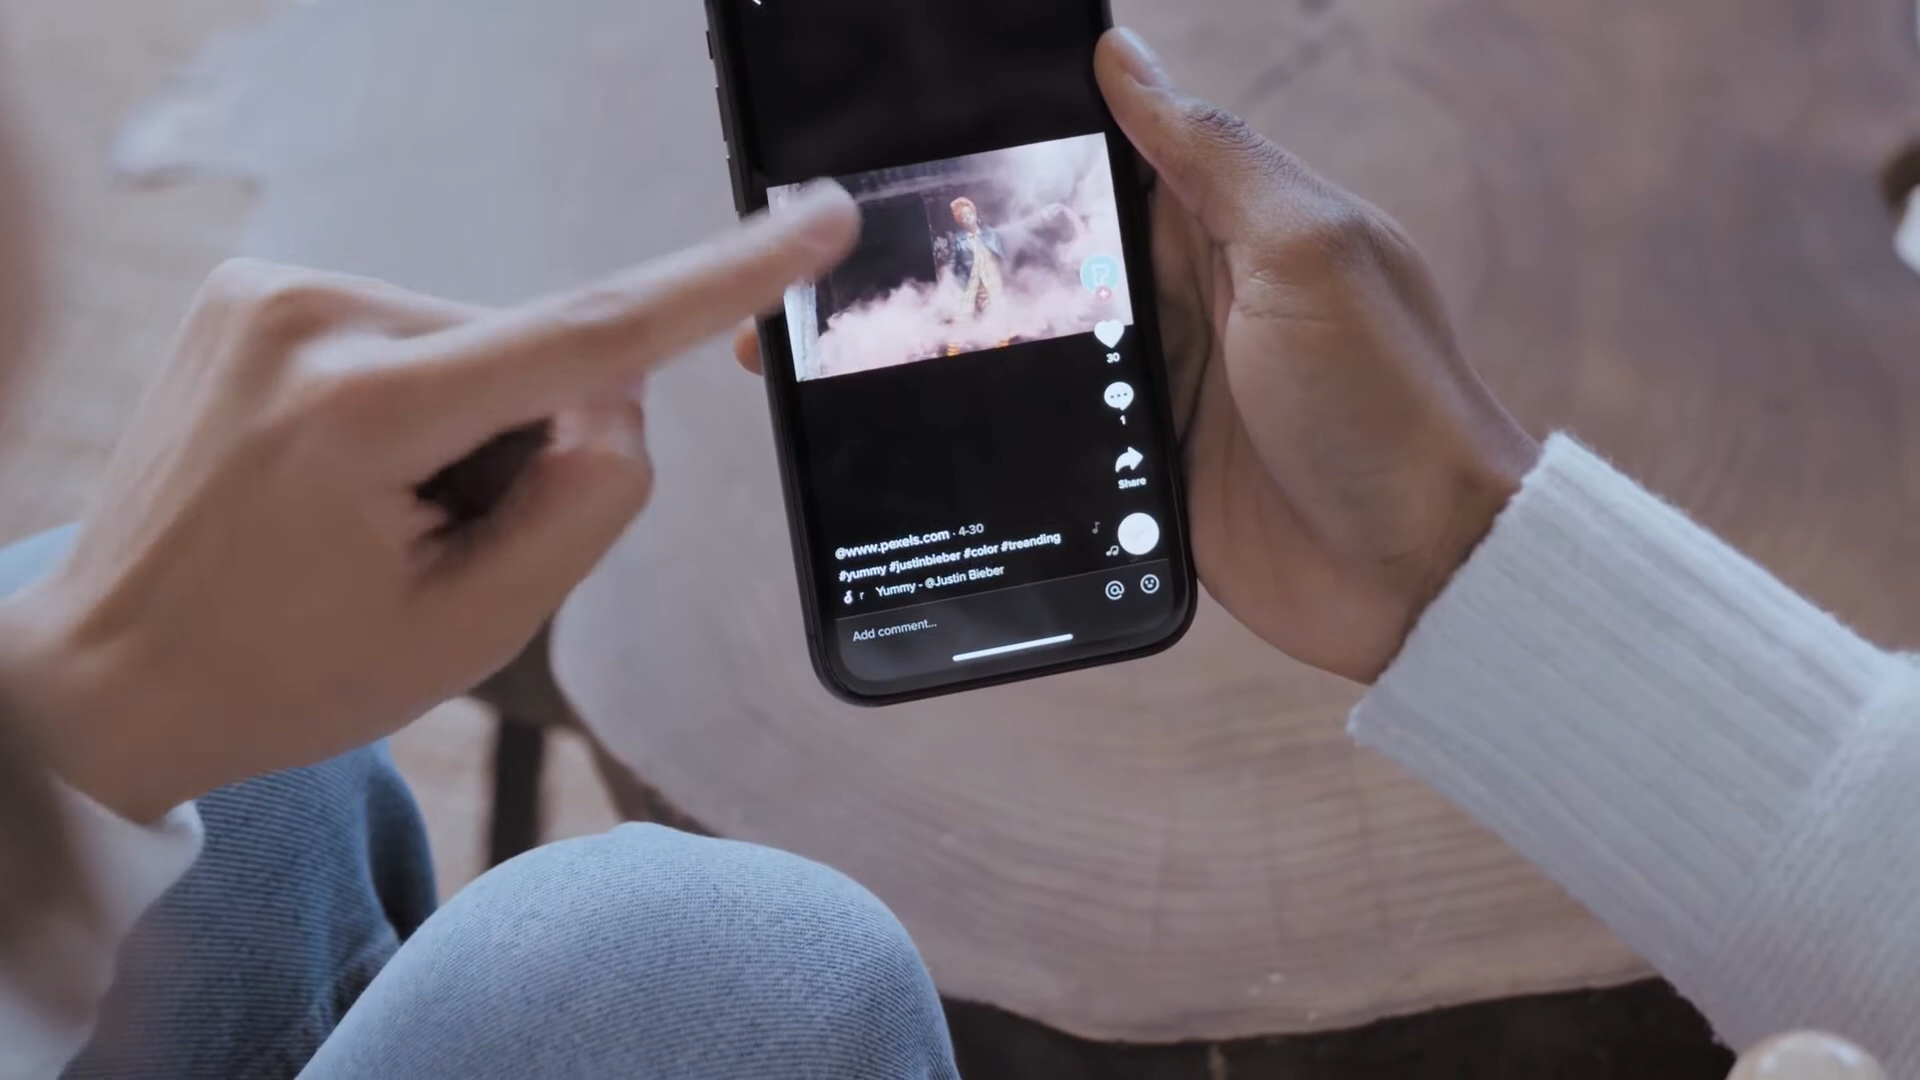 30
1
Share
@www.pexels.com · 4-30
#yummy #justinbieber #color #treanding
Yummy - @Justin Bieber
Add comment...